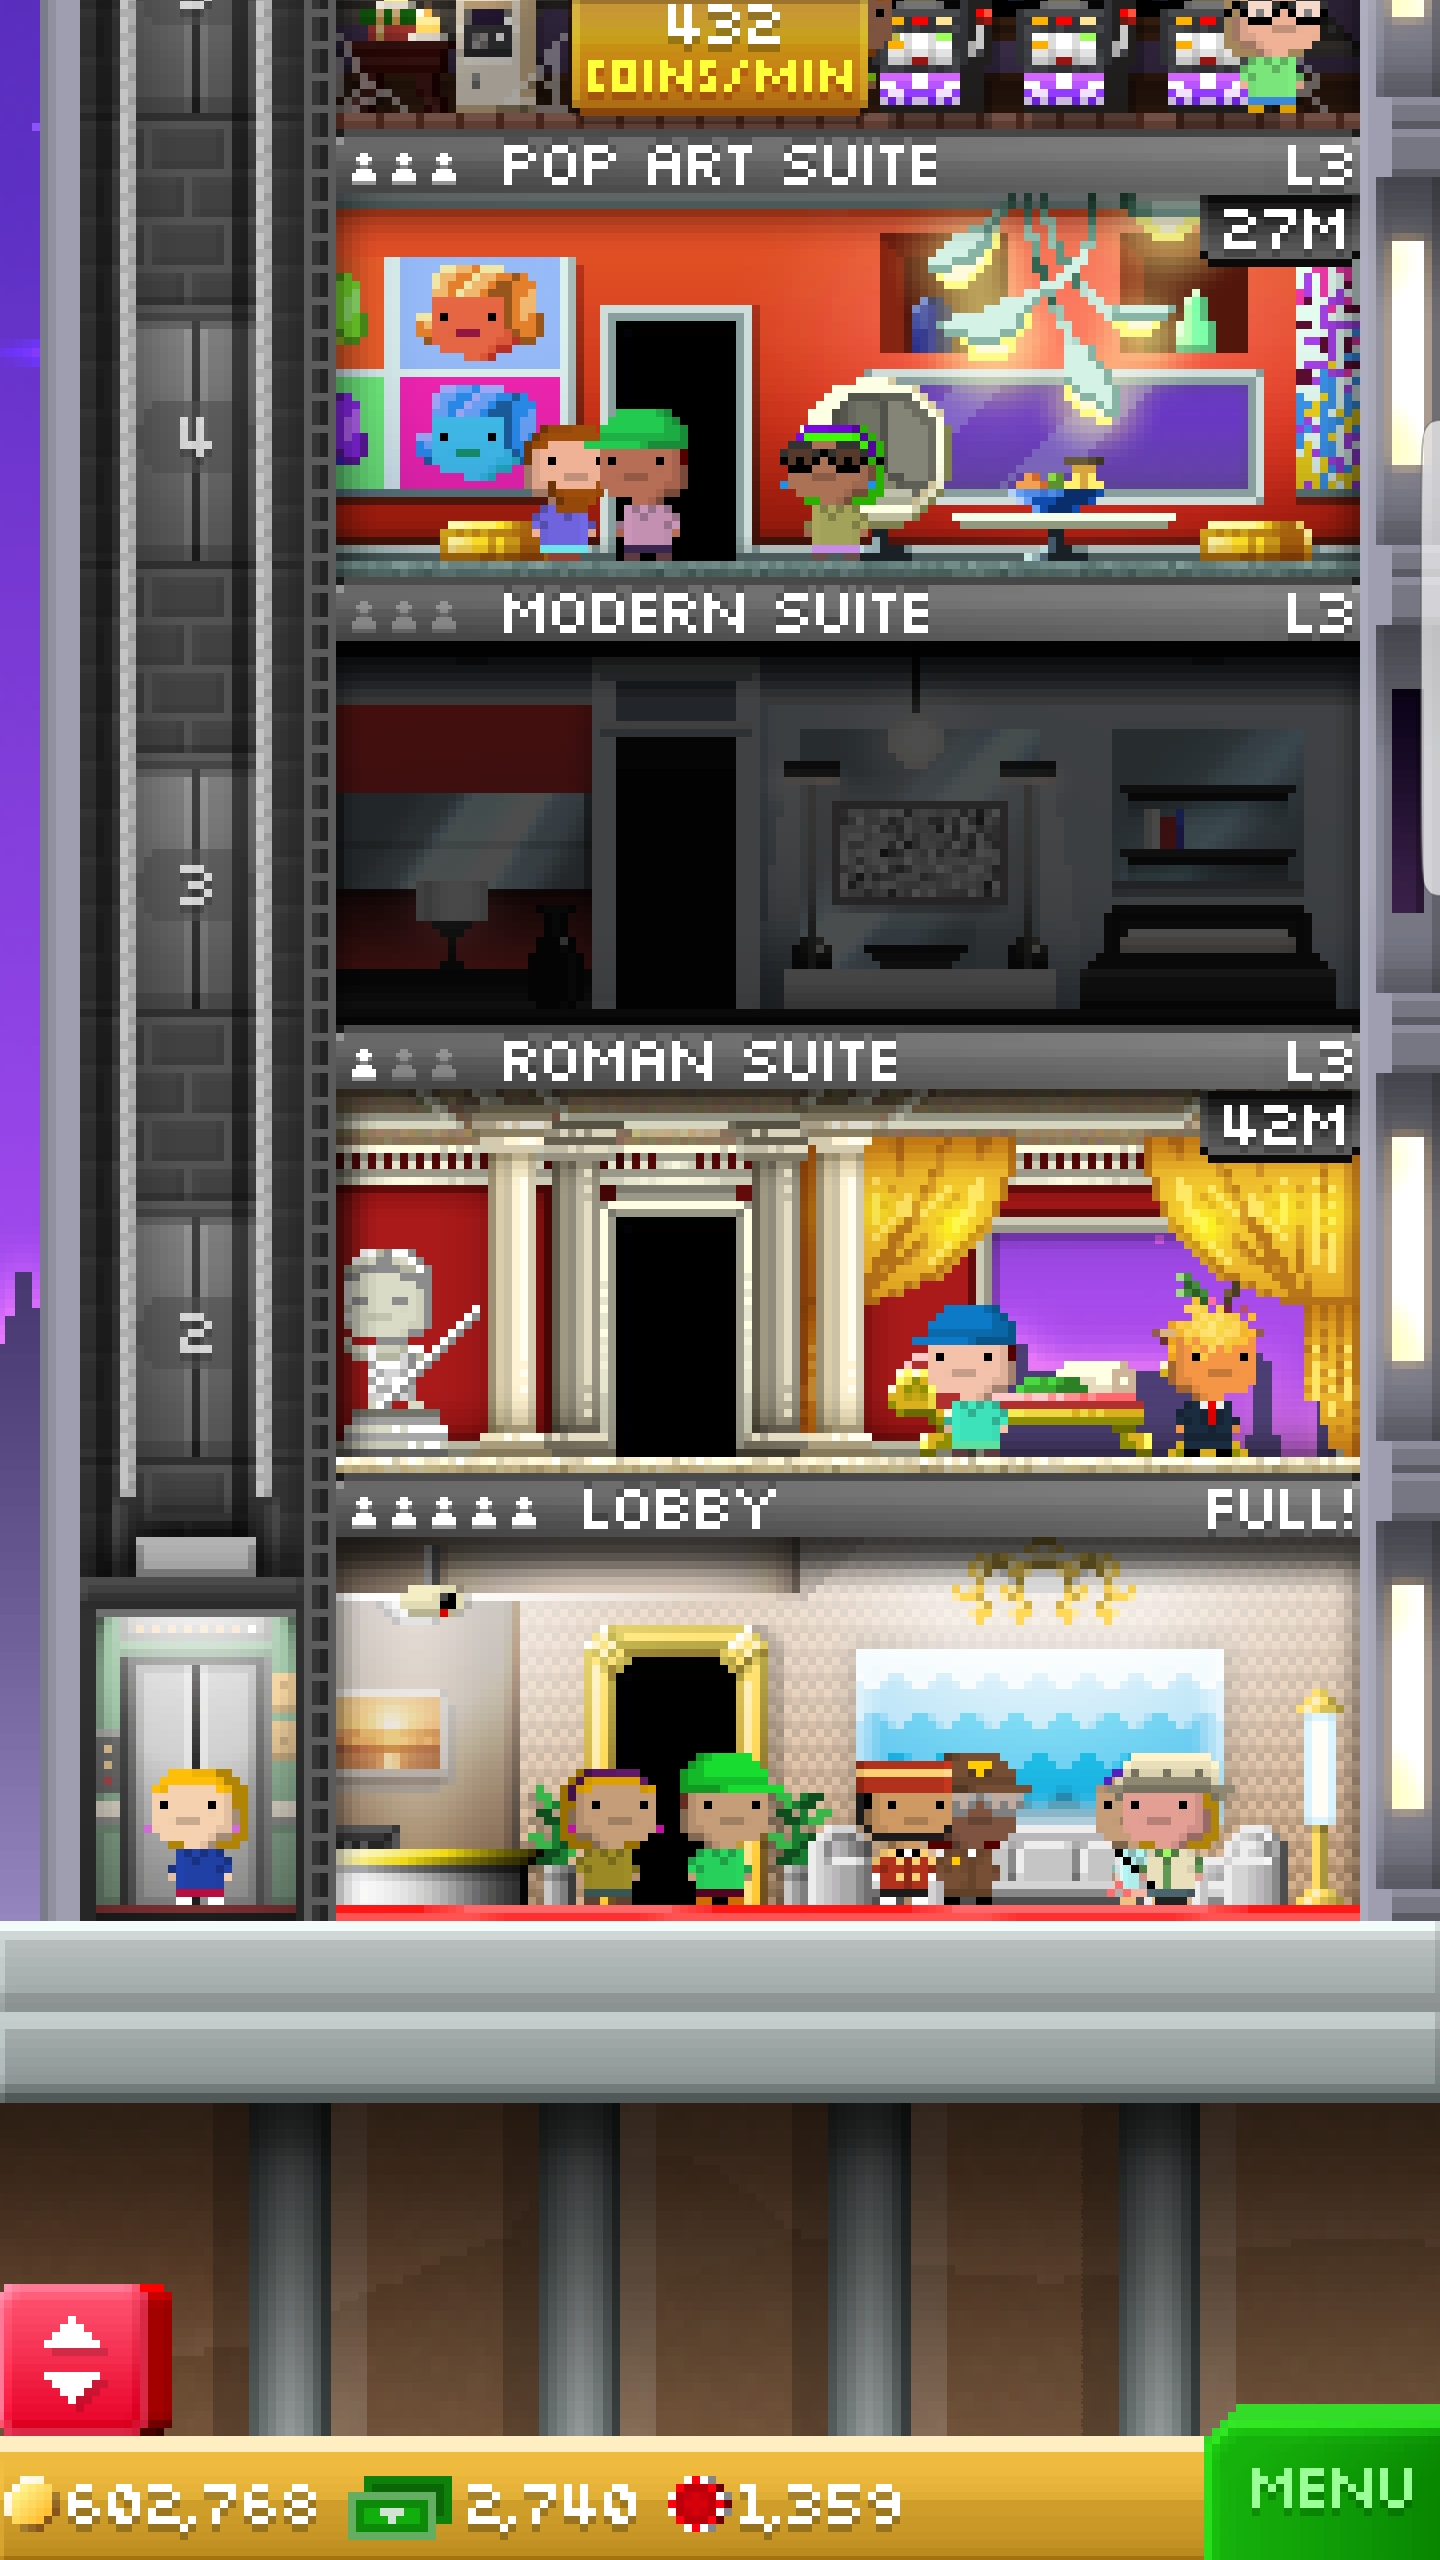 432
COINS/MIN
POP ART SUITE L3
27M
4
MODERN SUITE L3
3
ROMAN SUITE L3
42M
2
LOBBY FULL!
MENU
602,768 2,740 1,359